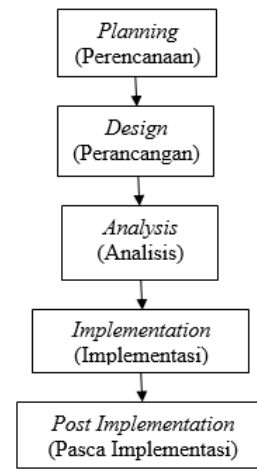 Planning
(Perencanaan)
Design
(Perancangan)
Analysis
(Analisis)
Implementation
(Implementasi)
Post Implementation
(Pasca Implementasi)